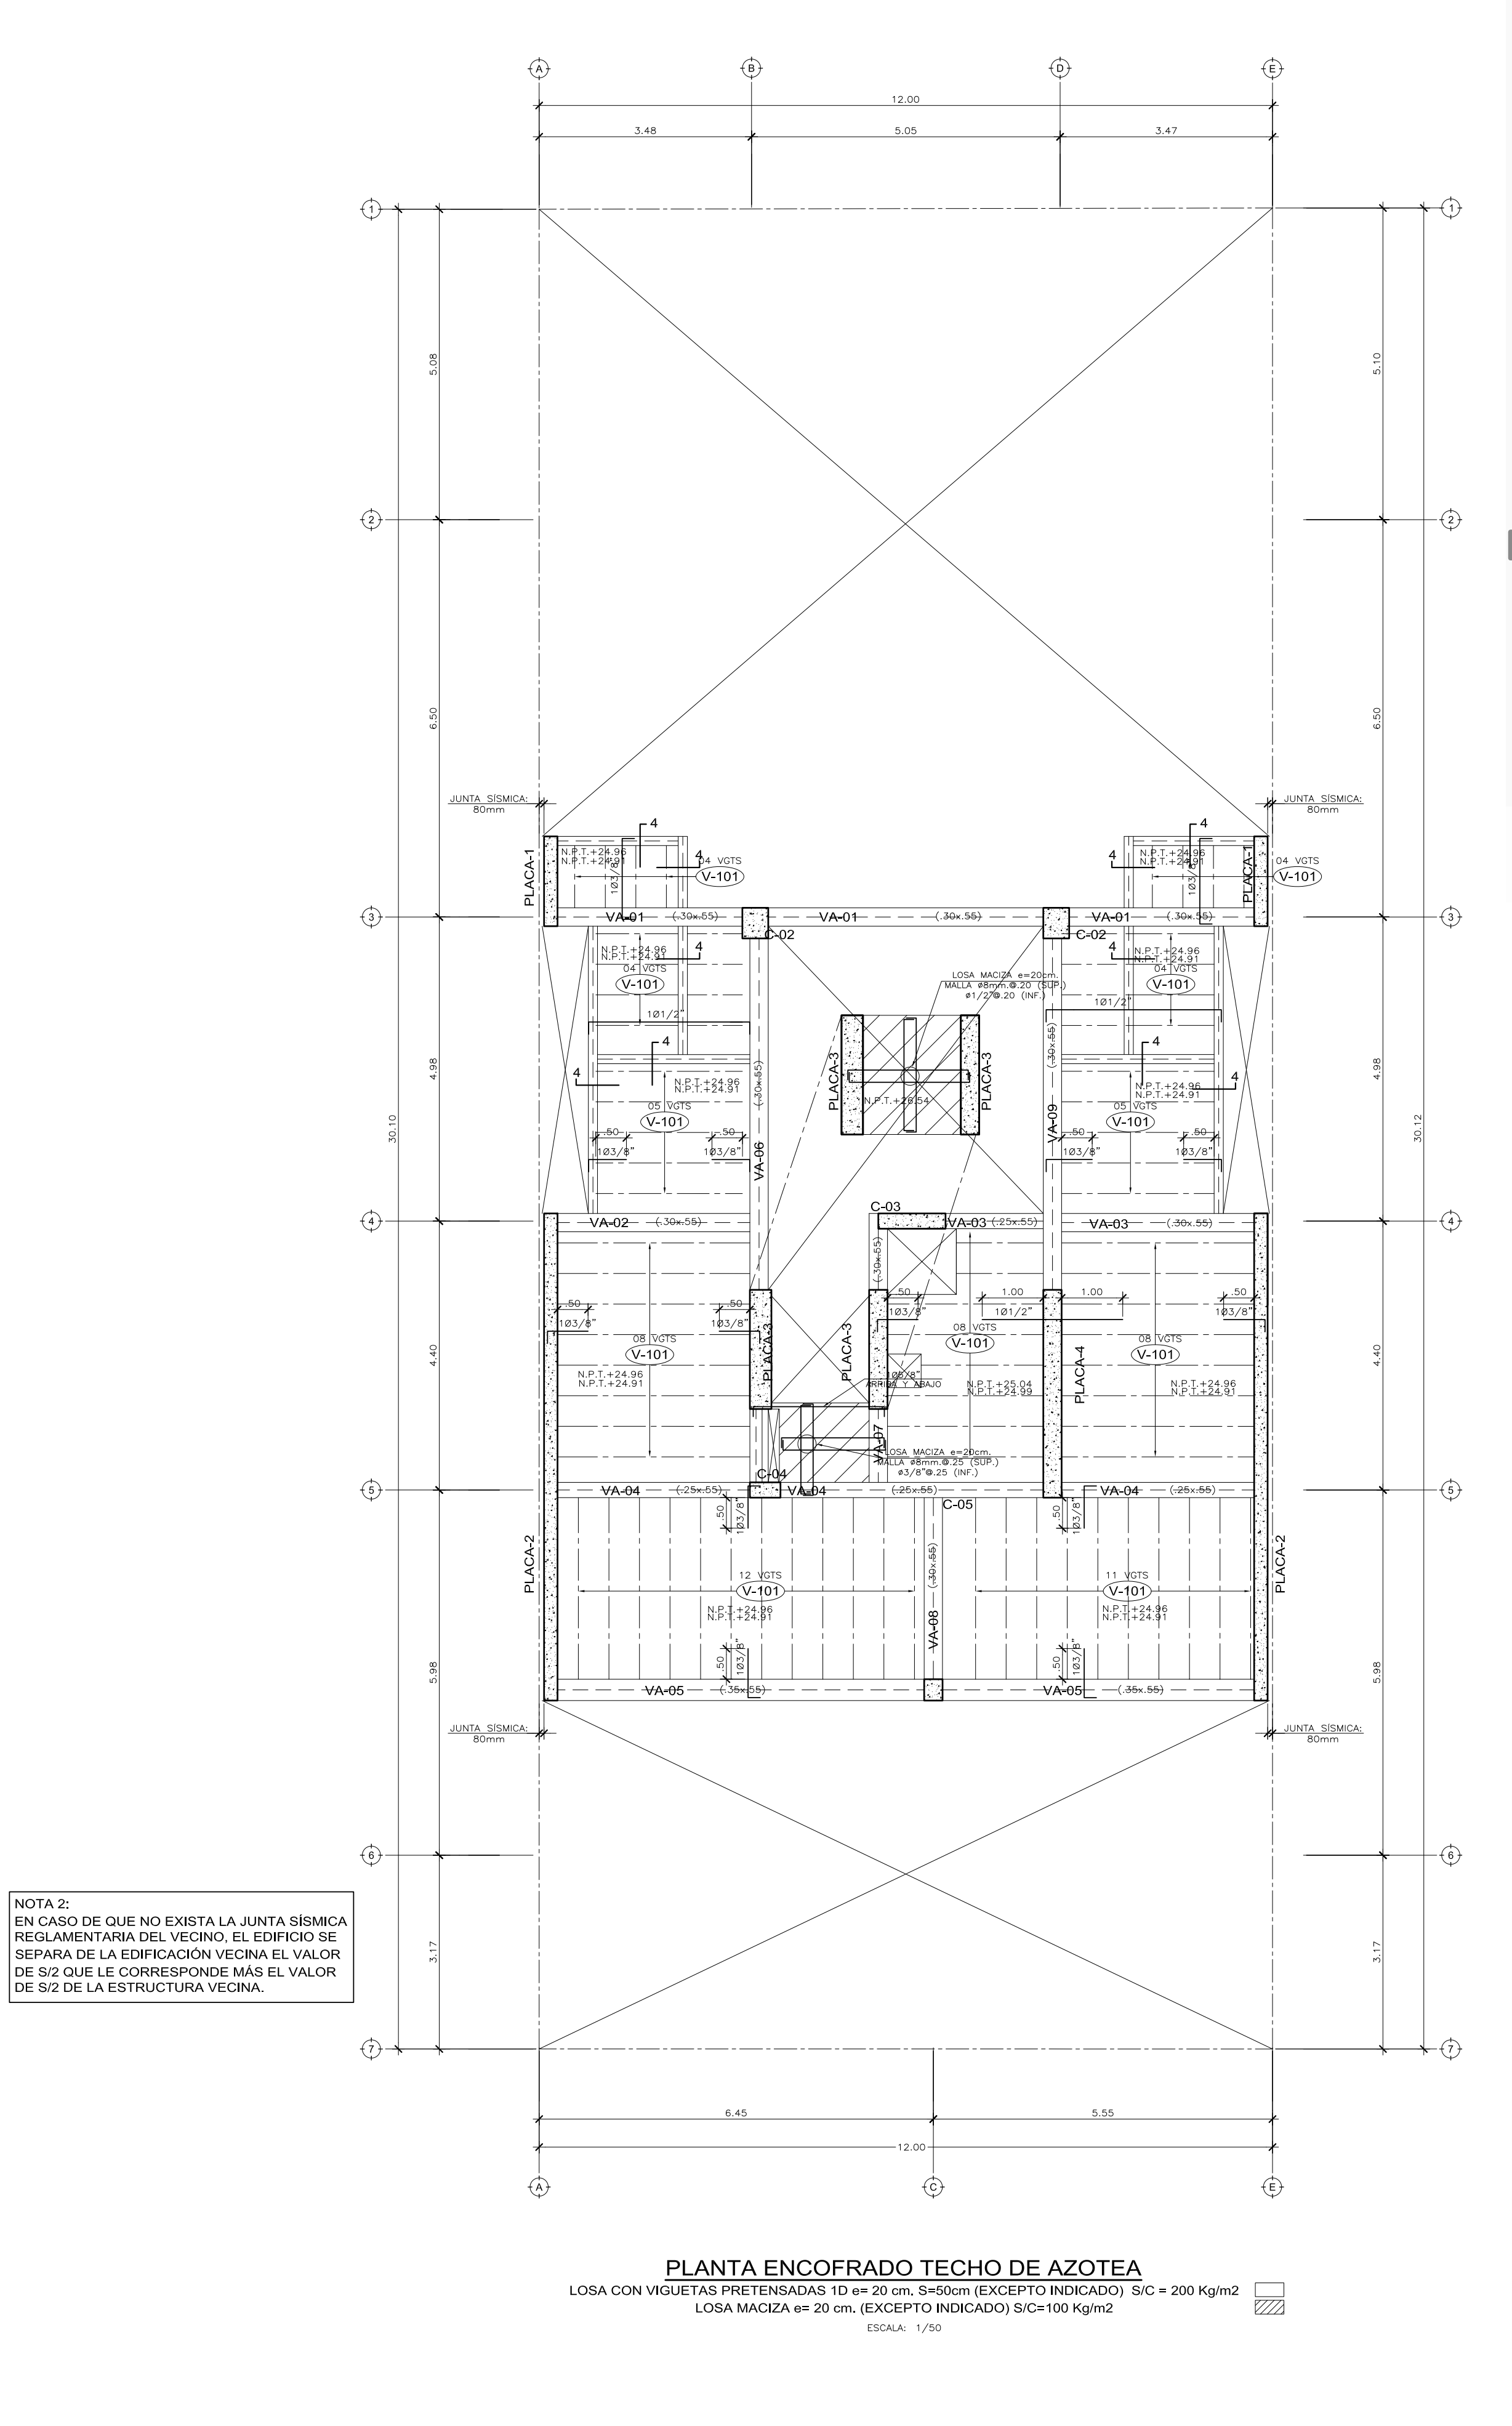 A
B
D
E
12.00
3.48
5.05
3.47
1
1
5.08
5.10
2
2
6.50
6.50
JUNTA SÍSMICA:
80mm
JUNTA SÍSMICA:
80mm
4
4
N.P.T.+24.96
N.P.T.+24.91
4
04 VGTS
V-101
1Ø3/8"
PLACA-1
4
N.P.T.+24.96
N.P.T.+24.91
04 VGTS
V-101
1Ø3/8"
PLACA-1
3
VA-01 (.30x.55)
VA-01 (.30x.55)
VA-01 (.30x.55)
3
C-02
C-02
N.P.T.+24.96
N.P.T.+24.91
4
04 VGTS
V-101
1Ø1/2"
4
N.P.T.+24.96
N.P.T.+24.91
04 VGTS
V-101
1Ø1/2"
LOSA MACIZA e=20cm.
MALLA ø8mm.@.20 (SUP.)
ø1/2"@.20 (INF.)
4
4
4
4
4.98
4.98
30.10
30.12
PLACA-3
PLACA-3
N.P.T.+26.54
(.30x.55)
VA-06
(.30x.55)
VA-09
N.P.T.+24.96
N.P.T.+24.91
05 VGTS
V-101
.50
.50
1Ø3/8"
1Ø3/8"
N.P.T.+24.96
N.P.T.+24.91
05 VGTS
V-101
.50
.50
1Ø3/8"
1Ø3/8"
C-03
4
VA-02 (.30x.55)
VA-03 (.25x.55)
VA-03 (.30x.55)
4
(.30x.55)
.50
.50
1Ø3/8"
1Ø3/8"
.50
1Ø3/8"
1.00
1.00
1Ø1/2"
.50
1Ø3/8"
08 VGTS
V-101
N.P.T.+24.96
N.P.T.+24.91
PLACA-3
PLACA-3
08 VGTS
V-101
N.P.T.+25.04
N.P.T.+24.99
PLACA-4
08 VGTS
V-101
N.P.T.+24.96
N.P.T.+24.91
4.40
4.40
1Ø5/8"
ARRIBA Y ABAJO
VA-07
LOSA MACIZA e=20cm.
MALLA ø8mm.@.25 (SUP.)
ø3/8"@.25 (INF.)
C-04
5
VA-04 (.25x.55)
VA-04 (.25x.55)
VA-04 (.25x.55)
5
C-05
.50
1Ø3/8"
.50
1Ø3/8"
PLACA-2
PLACA-2
(.30x.55)
VA-08
12 VGTS
V-101
N.P.T.+24.96
N.P.T.+24.91
11 VGTS
V-101
N.P.T.+24.96
N.P.T.+24.91
.50
1Ø3/8"
.50
1Ø3/8"
5.98
5.98
VA-05 (.35x.55)
VA-05 (.35x.55)
JUNTA SÍSMICA:
80mm
JUNTA SÍSMICA:
80mm
6
6
NOTA 2:
EN CASO DE QUE NO EXISTA LA JUNTA SÍSMICA
REGLAMENTARIA DEL VECINO, EL EDIFICIO SE
SEPARA DE LA EDIFICACIÓN VECINA EL VALOR
DE S/2 QUE LE CORRESPONDE MÁS EL VALOR
DE S/2 DE LA ESTRUCTURA VECINA.
3.17
3.17
7
7
6.45
5.55
12.00
A
C
E
PLANTA ENCOFRADO TECHO DE AZOTEA
LOSA CON VIGUETAS PRETENSADAS 1D e= 20 cm. S=50cm (EXCEPTO INDICADO) S/C = 200 Kg/m2
LOSA MACIZA e= 20 cm. (EXCEPTO INDICADO) S/C=100 Kg/m2
ESCALA: 1/50